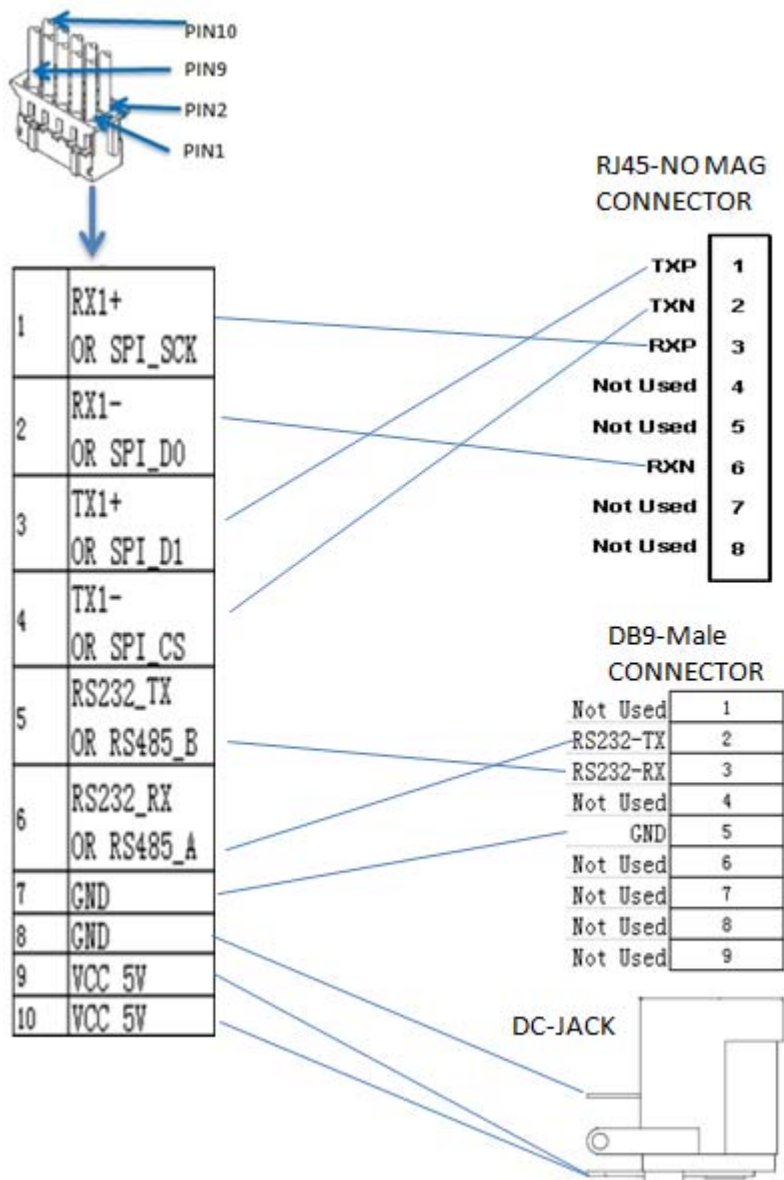 PIN10
PIN9
PIN2
PIN1
RJ45-NO MAG
CONNECTOR
TXP 1
TXN 2
RXP 3
Not Used 4
Not Used 5
RXN 6
Not Used 7
Not Used 8
1 RX1+
OR SPI_SCK
2 RX1-
OR SPI_D0
3 TX1+
OR SPI_D1
4 TX1-
OR SPI_CS
5 RS232_TX
OR RS485_B
6 RS232_RX
OR RS485_A
7 GND
8 GND
9 VCC 5V
10 VCC 5V
DB9-Male
CONNECTOR
Not Used 1
RS232-TX 2
RS232-RX 3
Not Used 4
GND 5
Not Used 6
Not Used 7
Not Used 8
Not Used 9
DC-JACK